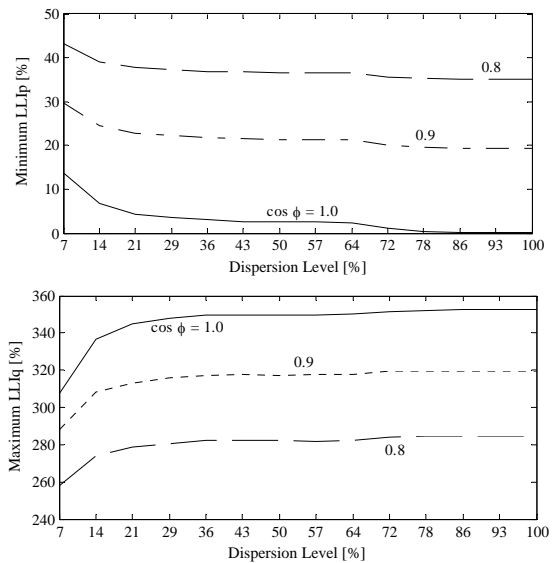 50
40
30
20
10
0
Minimum LLIp [%]
0.8
0.9
cos ϕ = 1.0
7 14 21 29 36 43 50 57 64 72 78 86 93 100
Dispersion Level [%]
360
340
320
300
280
260
240
Maximum LLIq [%]
cos ϕ = 1.0
0.9
0.8
7 14 21 29 36 43 50 57 64 72 78 86 93 100
Dispersion Level [%]